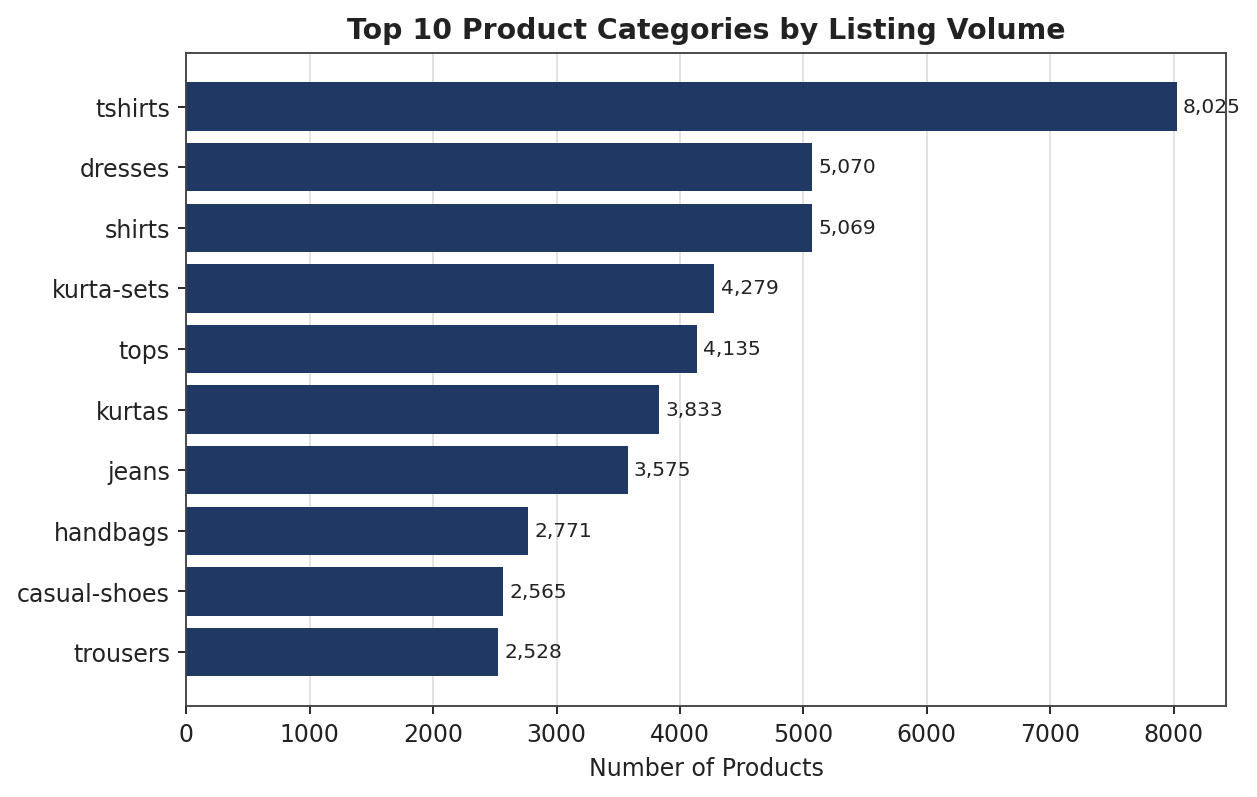 Top 10 Product Categories by Listing Volume
tshirts 8,025
dresses 5,070
shirts 5,069
kurta-sets 4,279
tops 4,135
kurtas 3,833
jeans 3,575
handbags 2,771
casual-shoes 2,565
trousers 2,528
0 1000 2000 3000 4000 5000 6000 7000 8000
Number of Products